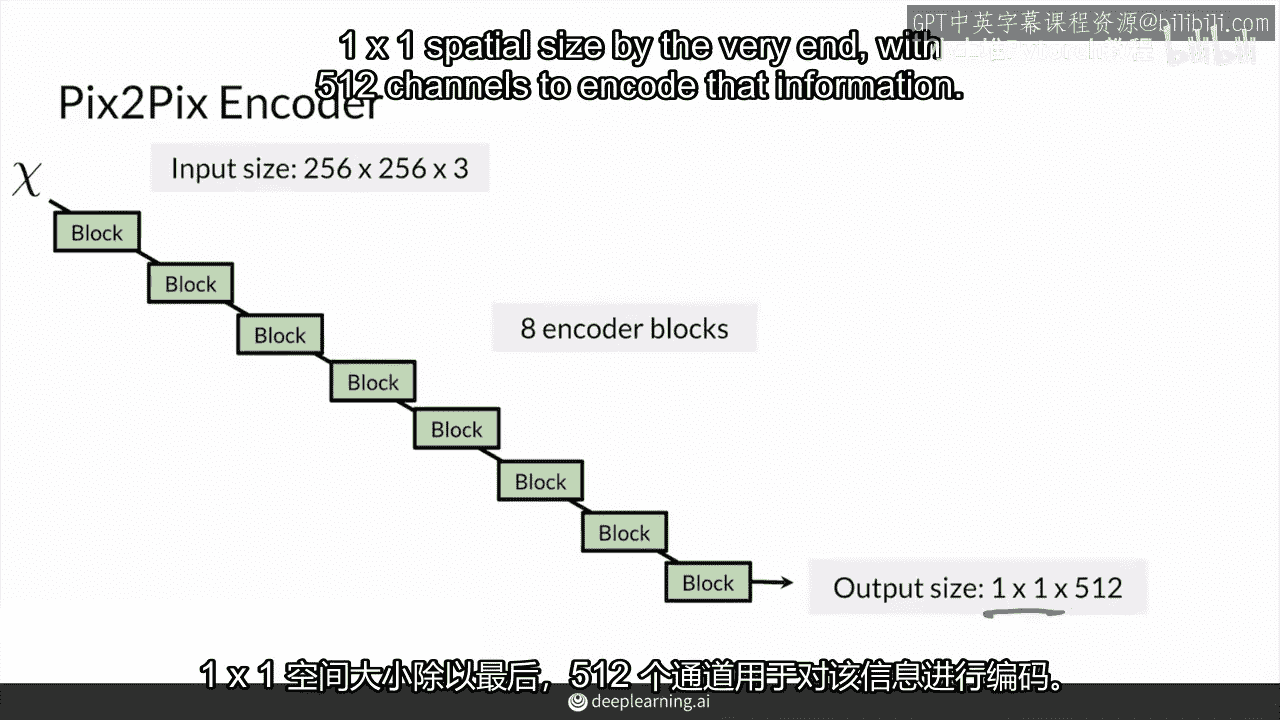 GPT中英字幕课程资源@bilibili.com
1 x 1 spatial size by the very end, with
512 channels to encode that information.
Pix2Pix Encoder
χ
Input size: 256 x 256 x 3
Block
Block
Block
8 encoder blocks
Block
Block
Block
Block
Block
Output size: 1 x 1 x 512
1 x 1 空间大小除以最后，512 个通道用于对该信息进行编码。
deeplearning.ai